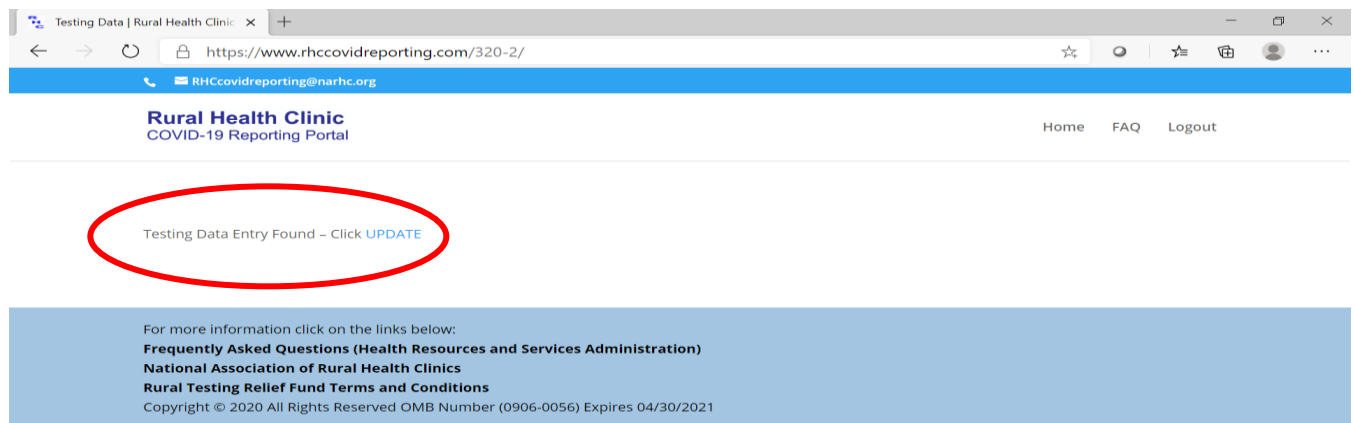 Testing Data | Rural Health Clinic
https://www.rhccovidreporting.com/320-2/
RHCcovidreporting@narhc.org
Rural Health Clinic
COVID-19 Reporting Portal
Home FAQ Logout
Testing Data Entry Found – Click UPDATE
For more information click on the links below:
Frequently Asked Questions (Health Resources and Services Administration)
National Association of Rural Health Clinics
Rural Testing Relief Fund Terms and Conditions
Copyright © 2020 All Rights Reserved OMB Number (0906-0056) Expires 04/30/2021